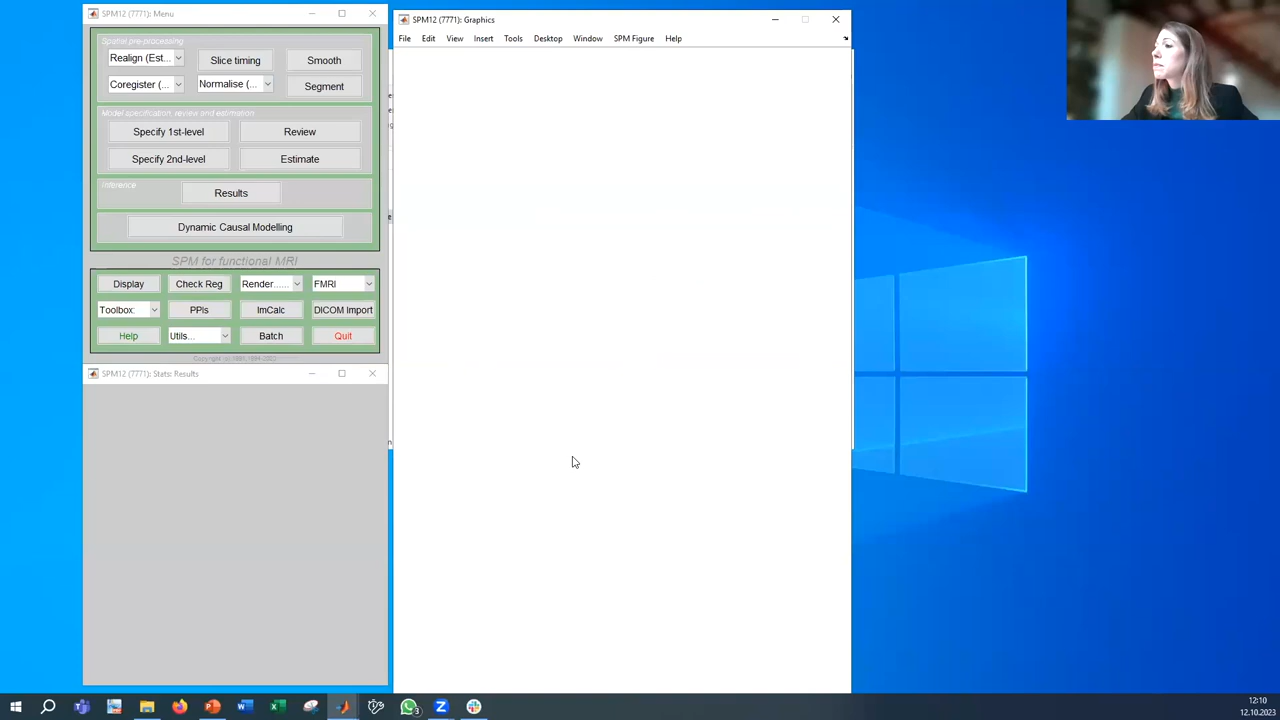 SPM12 (7771): Menu
Spatial pre-processing
Realign (Est...
Slice timing
Smooth
Coregister (...
Normalise (...
Segment
Model specification, review and estimation
Specify 1st-level
Review
Specify 2nd-level
Estimate
Inference
Results
Dynamic Causal Modelling
SPM for functional MRI
Display
Check Reg
Render......
FMRI
Toolbox:
PPIs
ImCalc
DICOM Import
Help
Utils...
Batch
Quit
SPM12 (7771): Stats: Results
SPM12 (7771): Graphics
File Edit View Insert Tools Desktop Window SPM Figure Help
3
12:10
12.10.2023